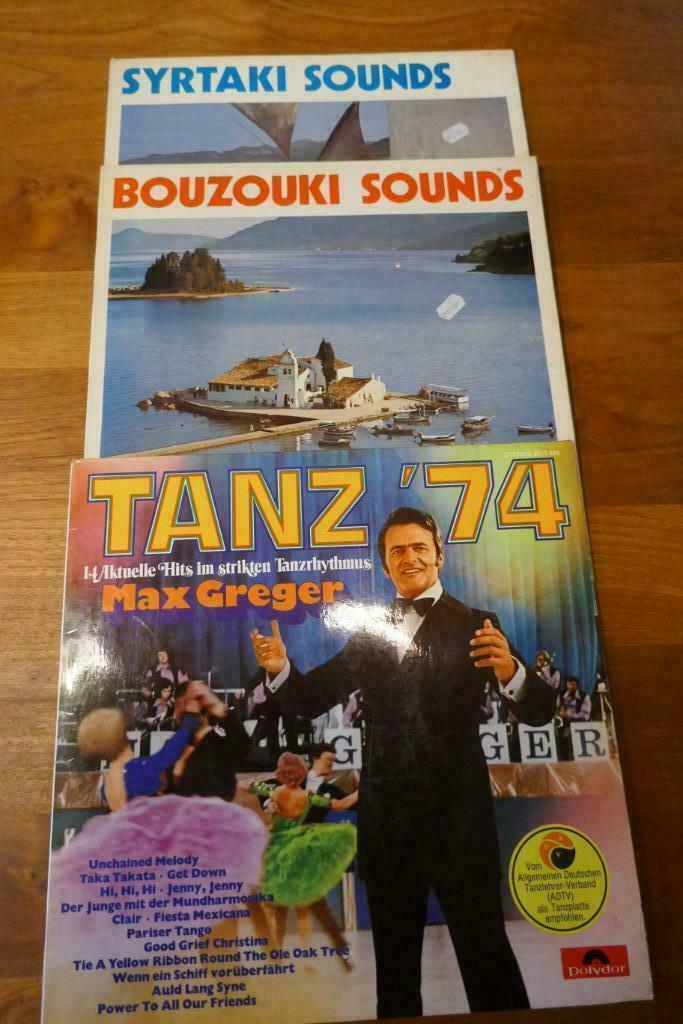 SYRTAKI SOUNDS
BOUZOUKI SOUNDS
TANZ '74
14 Aktuelle Hits im strikten Tanzrhythmus
Max Greger
G
GER
Unchained Melody
Taka Takata · Get Down
Hi, Hi, Hi · Jenny, Jenny
Der Junge mit der Mundharmonika
Clair · Fiesta Mexicana
Pariser Tango
Good Grief Christina
Tie A Yellow Ribbon Round The Ole Oak Tree
Wenn ein Schiff vorüberfährt
Auld Lang Syne
Power To All Our Friends
Vom
Allgemeinen Deutschen
Tanzlehrer-Verband
(ADTV)
als Tanzplatte
empfohlen.
Polydor